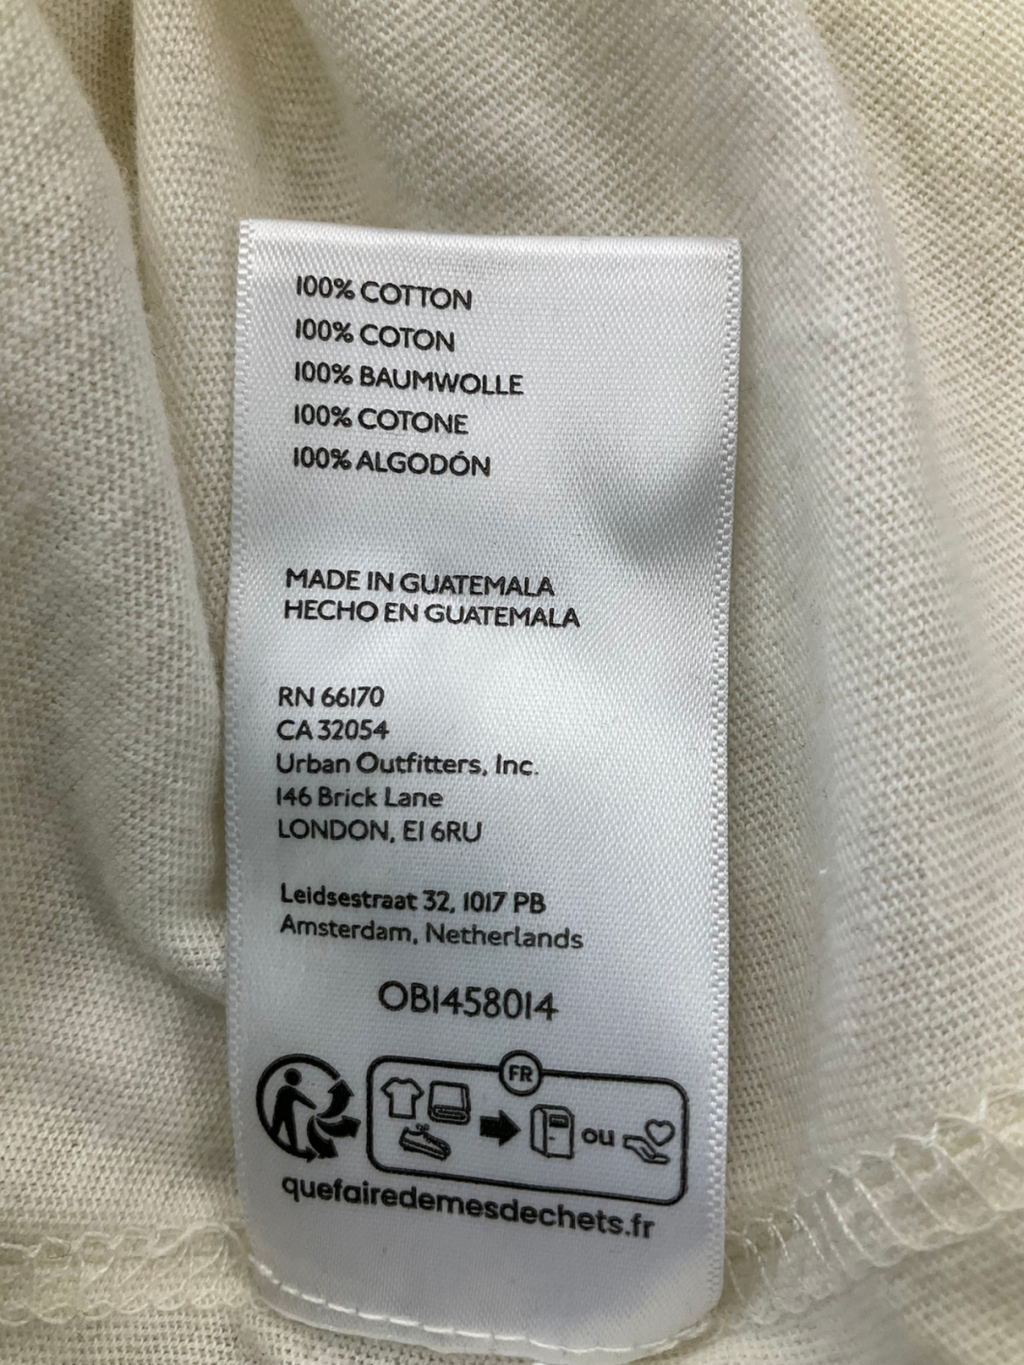 100% COTTON
100% COTON
100% BAUMWOLLE
100% COTONE
100% ALGODÓN
MADE IN GUATEMALA
HECHO EN GUATEMALA
RN 66170
CA 32054
Urban Outfitters, Inc.
146 Brick Lane
LONDON, E1 6RU
Leidsestraat 32, 1017 PB
Amsterdam, Netherlands
OB1458014
FR
ou
quefairedemesdechets.fr